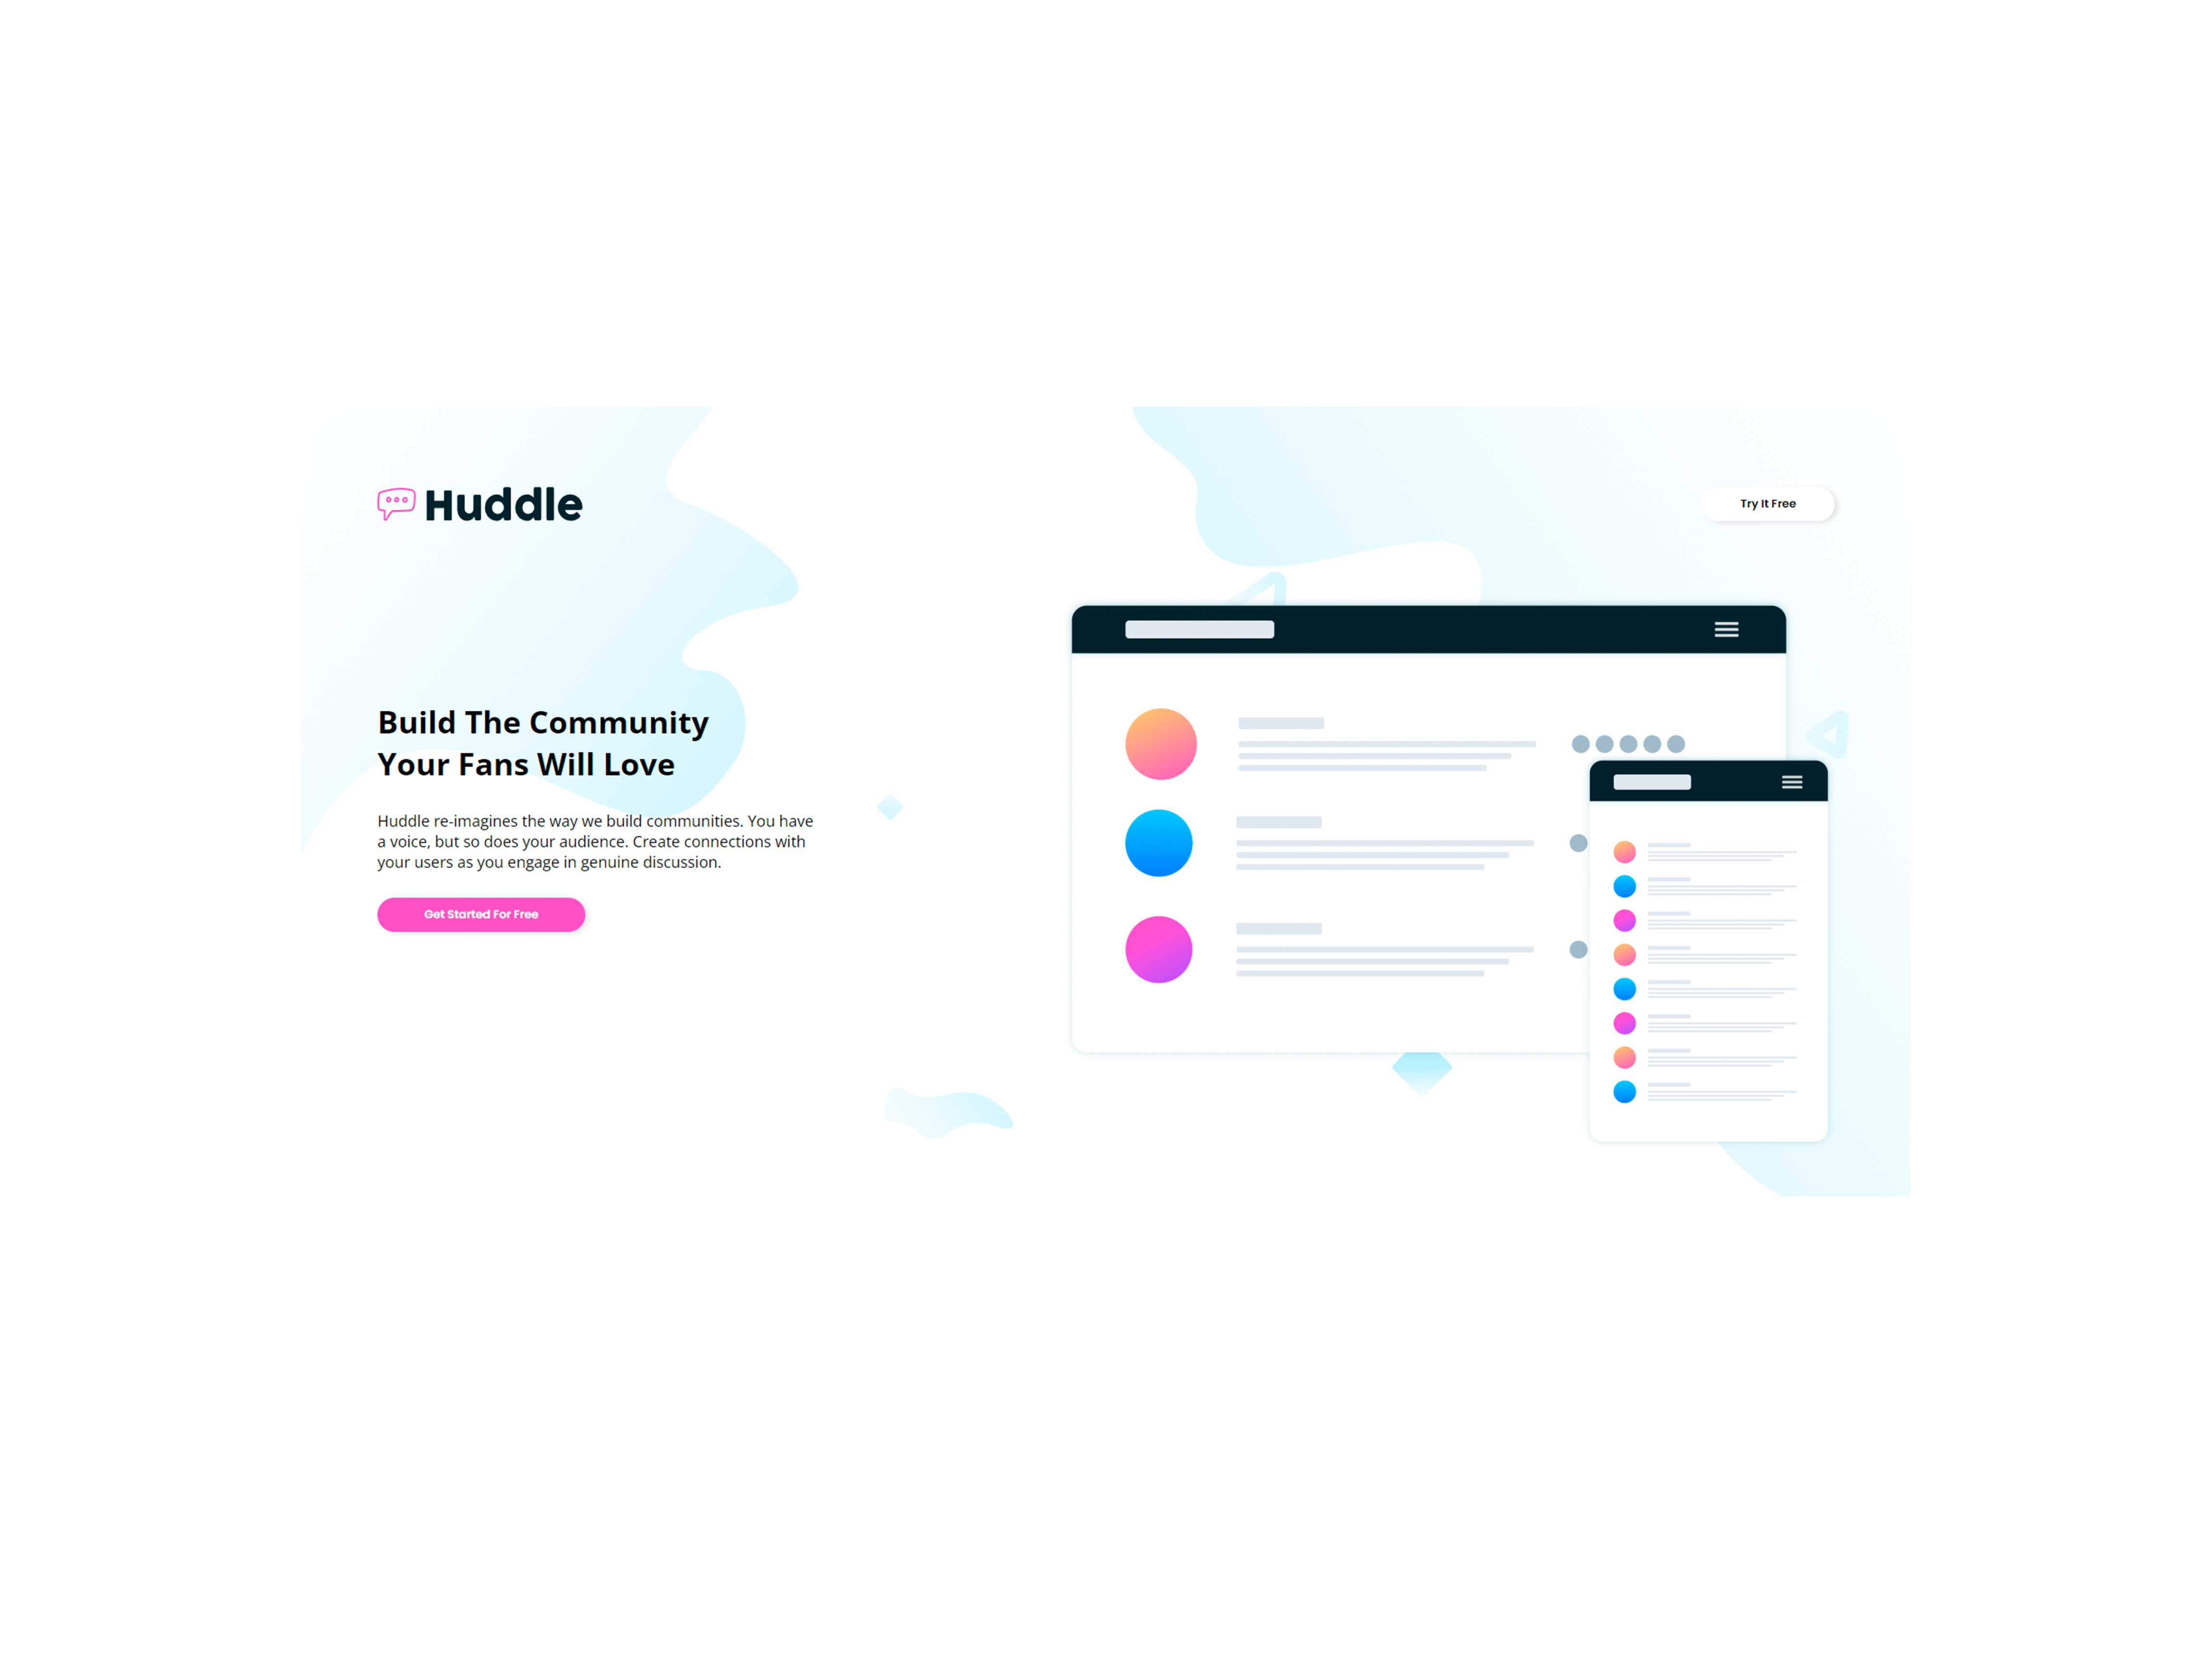 Huddle
Try It Free
Build The Community
Your Fans Will Love
Huddle re-imagines the way we build communities. You have
a voice, but so does your audience. Create connections with
your users as you engage in genuine discussion.
Get Started For Free